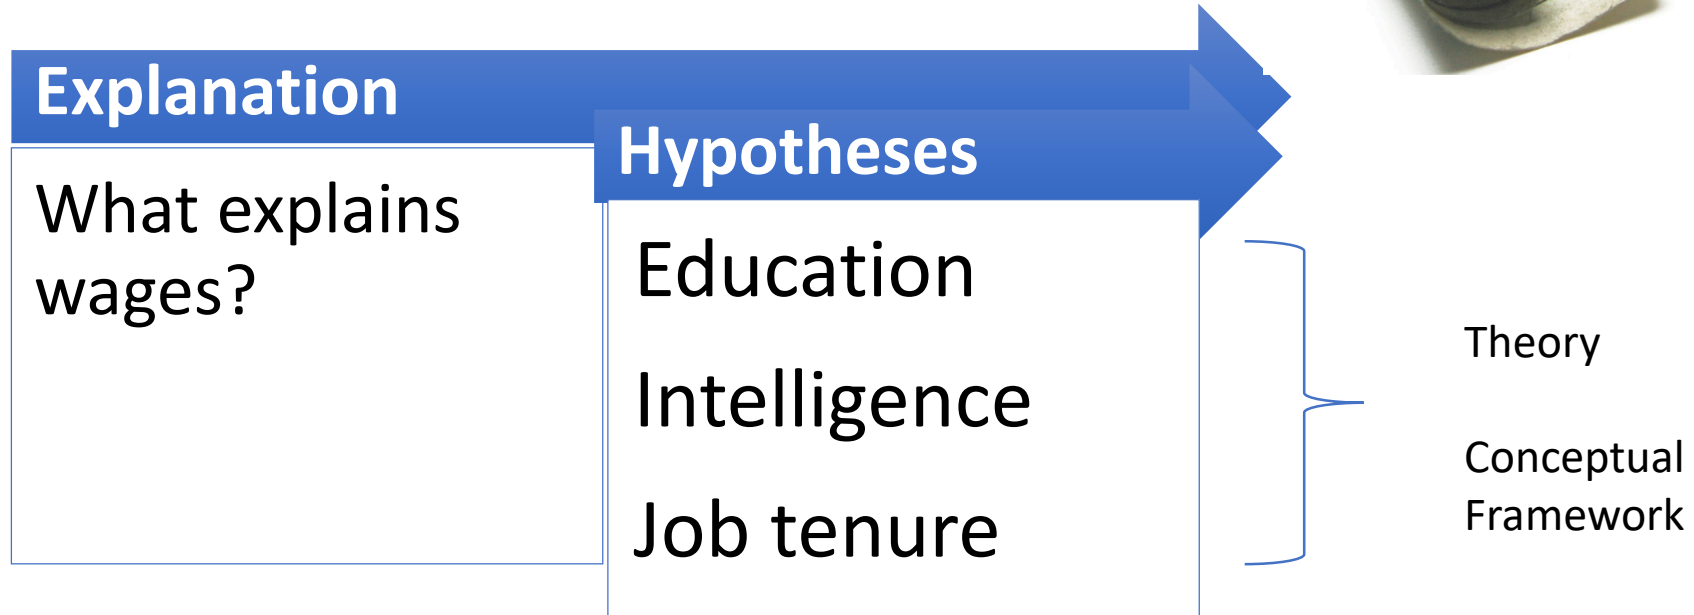 Explanation
What explains
wages?
Hypotheses
Education
Intelligence
Job tenure
Theory
Conceptual
Framework